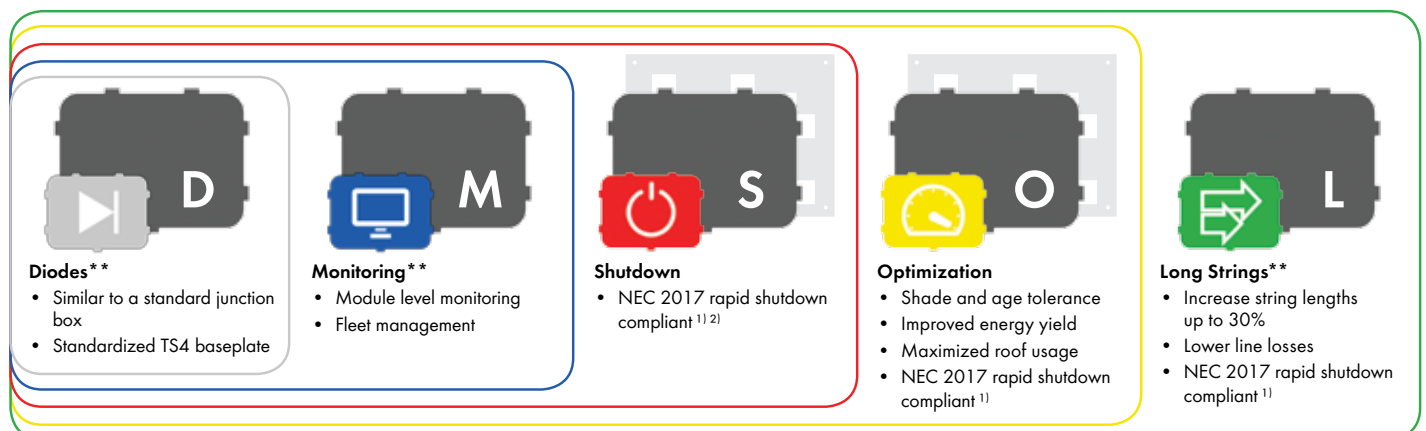 D
M
S
O
L
Diodes**
• Similar to a standard junction
box
• Standardized TS4 baseplate
Monitoring**
• Module level monitoring
• Fleet management
Shutdown
• NEC 2017 rapid shutdown
compliant 1) 2)
Optimization
• Shade and age tolerance
• Improved energy yield
• Maximized roof usage
• NEC 2017 rapid shutdown
compliant 1)
Long Strings**
• Increase string lengths
up to 30%
• Lower line losses
• NEC 2017 rapid shutdown
compliant 1)